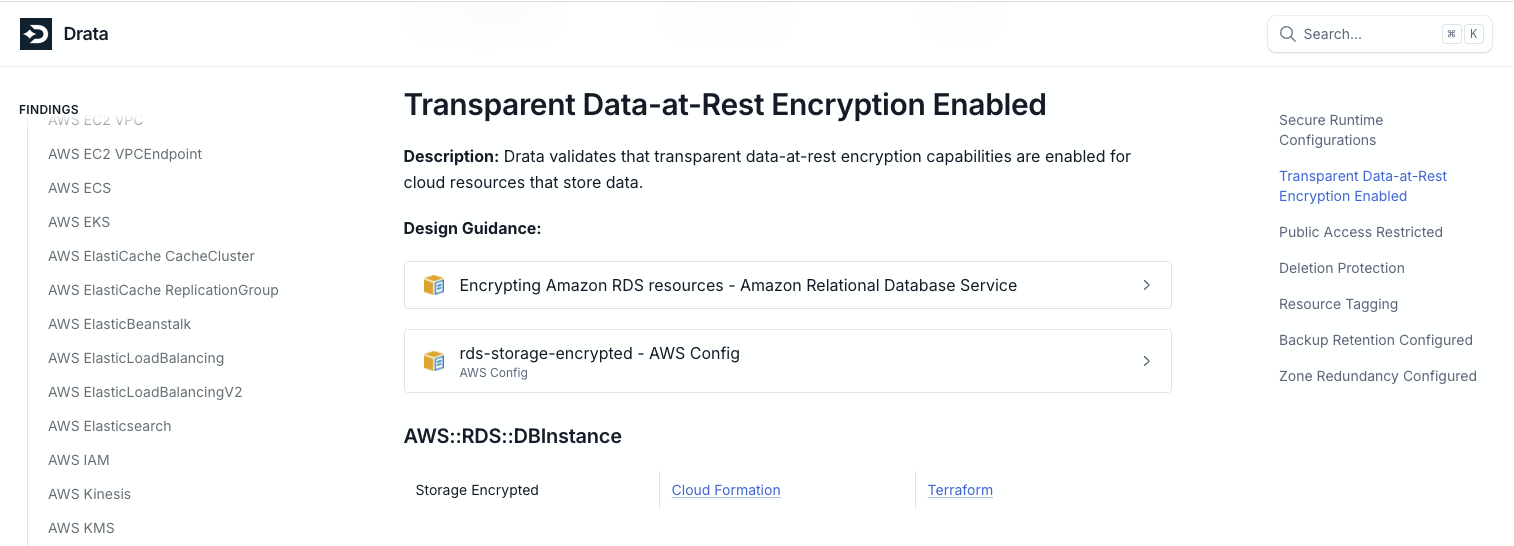 Drata
Search...
⌘ K
FINDINGS
AWS EC2 VPC
AWS EC2 VPCEndpoint
AWS ECS
AWS EKS
AWS ElastiCache CacheCluster
AWS ElastiCache ReplicationGroup
AWS ElasticBeanstalk
AWS ElasticLoadBalancing
AWS ElasticLoadBalancingV2
AWS Elasticsearch
AWS IAM
AWS Kinesis
AWS KMS
Transparent Data-at-Rest Encryption Enabled
Description: Drata validates that transparent data-at-rest encryption capabilities are enabled for
cloud resources that store data.
Design Guidance:
Encrypting Amazon RDS resources - Amazon Relational Database Service
rds-storage-encrypted - AWS Config
AWS Config
AWS::RDS::DBInstance
Storage Encrypted
Cloud Formation
Terraform
Secure Runtime
Configurations
Transparent Data-at-Rest
Encryption Enabled
Public Access Restricted
Deletion Protection
Resource Tagging
Backup Retention Configured
Zone Redundancy Configured